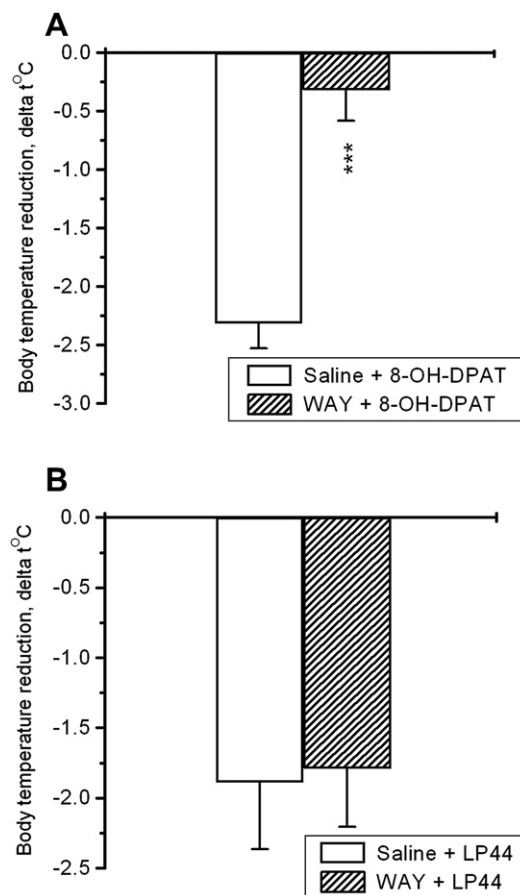 A
Body temperature reduction, delta t°C
0.0
-0.5
-1.0
-1.5
-2.0
-2.5
-3.0
***
Saline + 8-OH-DPAT
WAY + 8-OH-DPAT
B
Body temperature reduction, delta t°C
0.0
-0.5
-1.0
-1.5
-2.0
-2.5
Saline + LP44
WAY + LP44